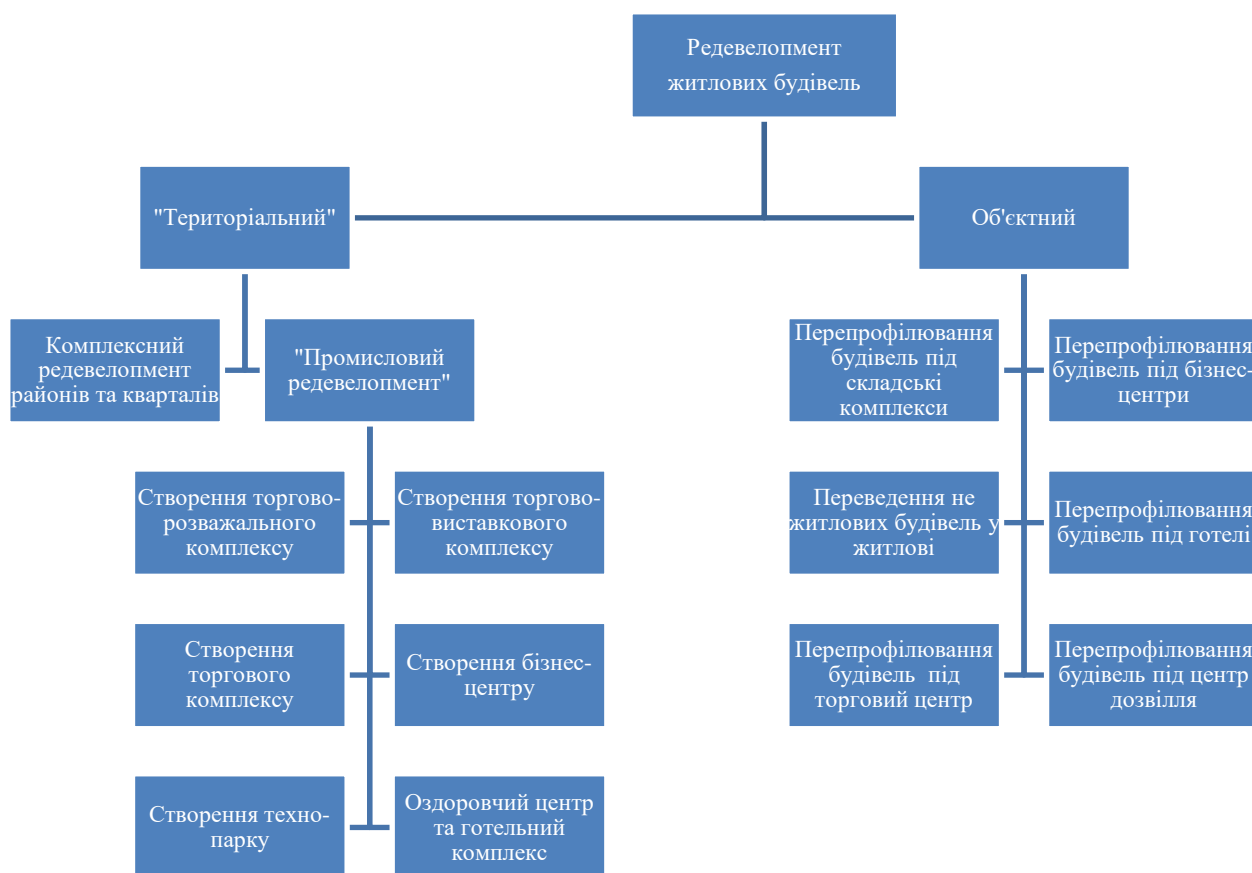 Редевелопмент
житлових будівель
"Територіальний"
Об'єктний
Комплексний
редевелопмент
районів та кварталів
"Промисловий
редевелопмент"
Перепрофілювання
будівель під
складські
комплекси
Перепрофілювання
будівель під бізнес-
центри
Створення торгово-
розважального
комплексу
Створення торгово-
виставкового
комплексу
Переведення не
житлових будівель у
житлові
Перепрофілювання
будівель під готелі
Створення
торгового
комплексу
Створення бізнес-
центру
Перепрофілювання
будівель  під
торговий центр
Перепрофілювання
будівель під центр
дозвілля
Створення техно-
парку
Оздоровчий центр
та готельний
комплекс